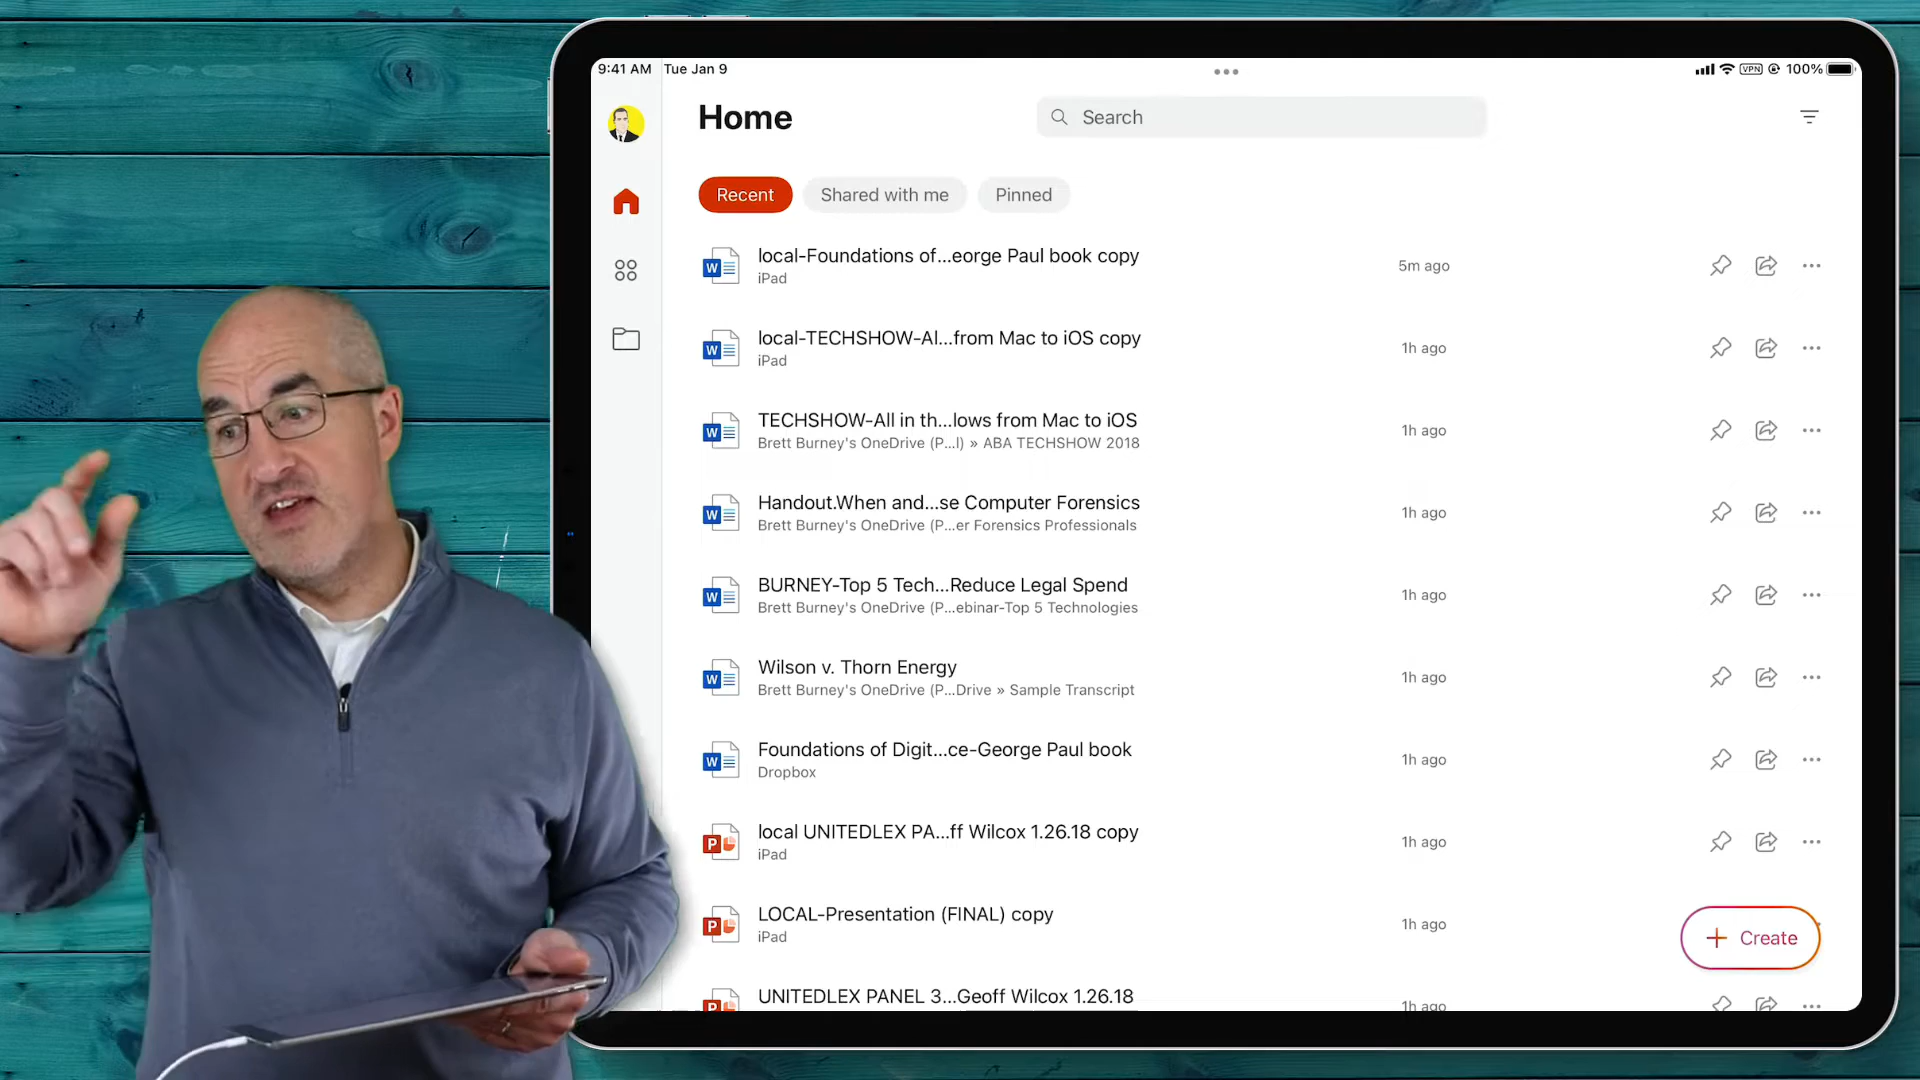 9:41 AM Tue Jan 9
VPN 100%
Home
Search
Recent
Shared with me
Pinned
local-Foundations of...eorge Paul book copy
iPad
5m ago
local-TECHSHOW-Al...from Mac to iOS copy
iPad
1h ago
TECHSHOW-All in th...lows from Mac to iOS
Brett Burney's OneDrive (P...l) » ABA TECHSHOW 2018
1h ago
Handout.When and...se Computer Forensics
Brett Burney's OneDrive (P...er Forensics Professionals
1h ago
BURNEY-Top 5 Tech...Reduce Legal Spend
Brett Burney's OneDrive (P...ebinar-Top 5 Technologies
1h ago
Wilson v. Thorn Energy
Brett Burney's OneDrive (P...Drive » Sample Transcript
1h ago
Foundations of Digit...ce-George Paul book
Dropbox
1h ago
local UNITEDLEX PA...ff Wilcox 1.26.18 copy
iPad
1h ago
LOCAL-Presentation (FINAL) copy
iPad
1h ago
Create
UNITEDLEX PANEL 3...Geoff Wilcox 1.26.18
1h ago